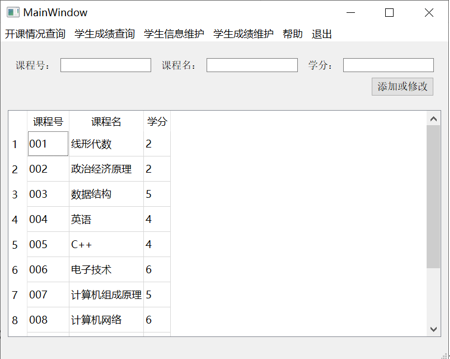 MainWindow
开课情况查询 学生成绩查询 学生信息维护 学生成绩维护 帮助 退出
课程号： 课程名： 学分：
添加或修改
课程号 课程名 学分
1 001 线形代数 2
2 002 政治经济原理 2
3 003 数据结构 5
4 004 英语 4
5 005 C++ 4
6 006 电子技术 6
7 007 计算机组成原理 5
8 008 计算机网络 6